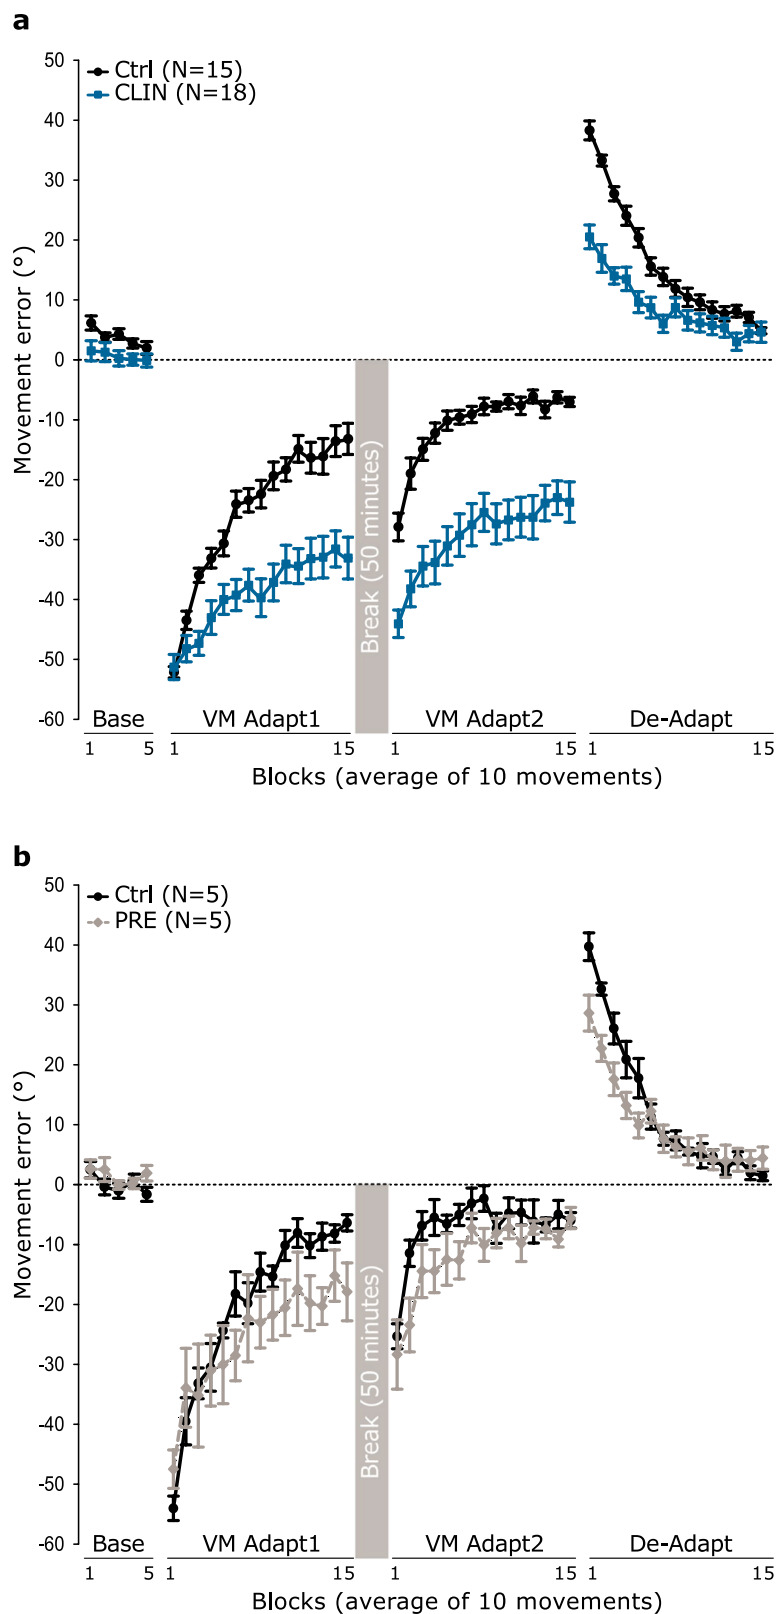 a
50
40
30
20
10
0
-10
-20
-30
-40
-50
-60
Movement error (°)
Ctrl (N=15)
CLIN (N=18)
Break (50 minutes)
Base VM Adapt1 VM Adapt2 De-Adapt
1 5 1 15 1 15 1 15
Blocks (average of 10 movements)
b
50
40
30
20
10
0
-10
-20
-30
-40
-50
-60
Movement error (°)
Ctrl (N=5)
PRE (N=5)
Break (50 minutes)
Base VM Adapt1 VM Adapt2 De-Adapt
1 5 1 15 1 15 1 15
Blocks (average of 10 movements)